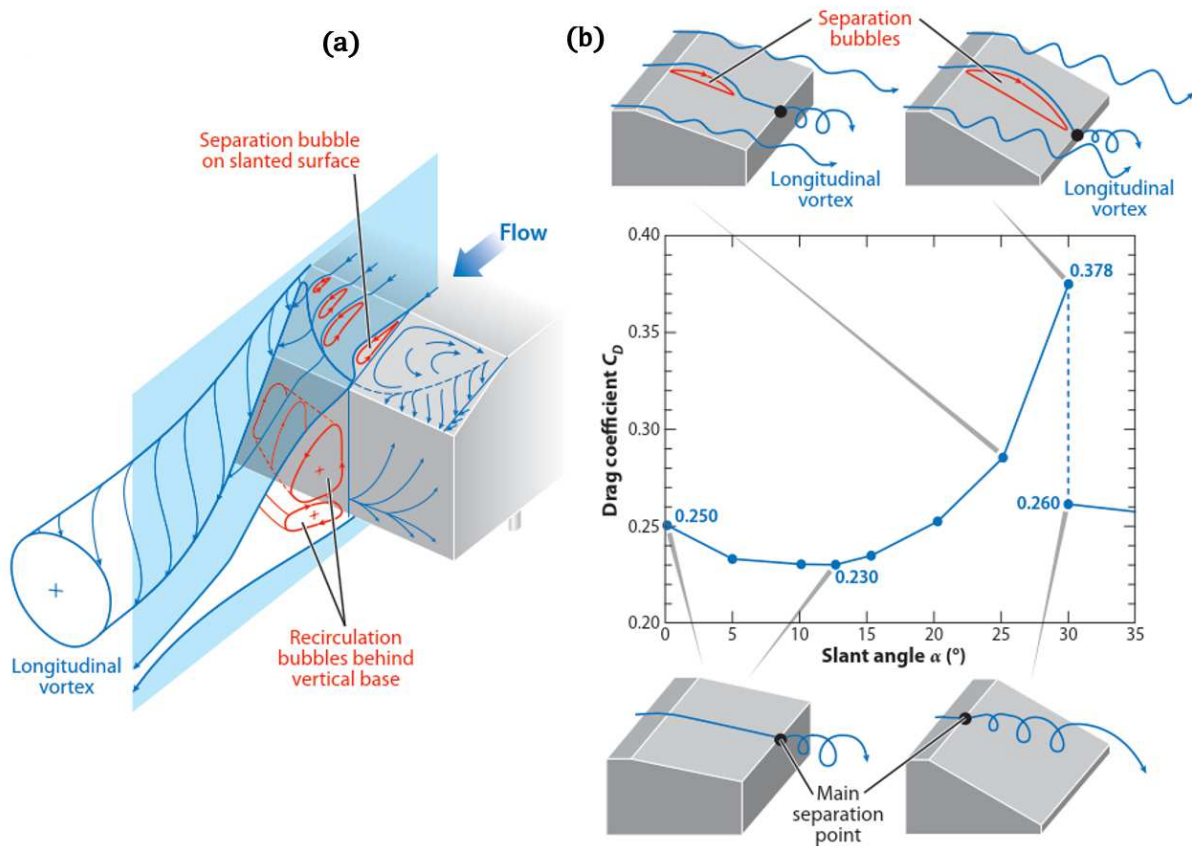 (a)
Separation bubble
on slanted surface
Flow
Longitudinal
vortex
Recirculation
bubbles behind
vertical base
(b)
Separation
bubbles
Longitudinal
vortex
Longitudinal
vortex
Drag coefficient C_D
0.40
0.35
0.30
0.25
0.20
0.250
0.230
0.378
0.260
0
5
10
15
20
25
30
35
Slant angle α (°)
Main
separation
point